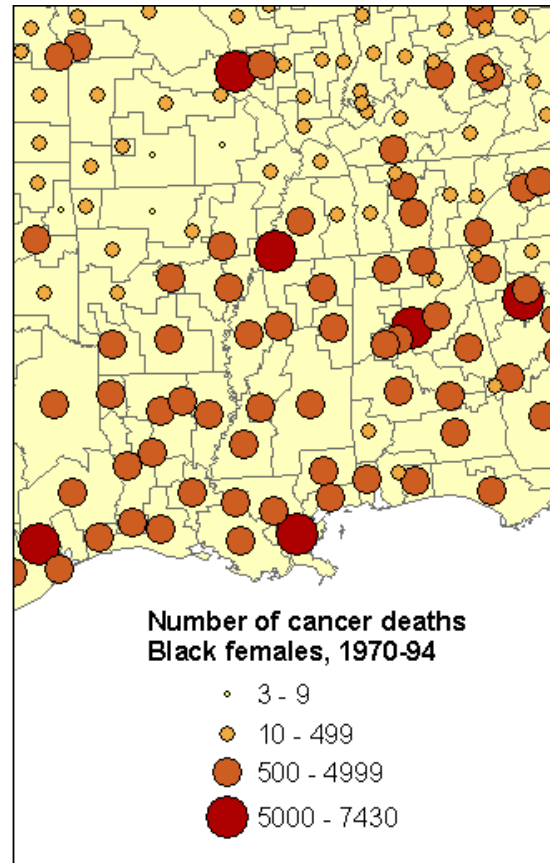 Number of cancer deaths
Black females, 1970-94
3 - 9
10 - 499
500 - 4999
5000 - 7430